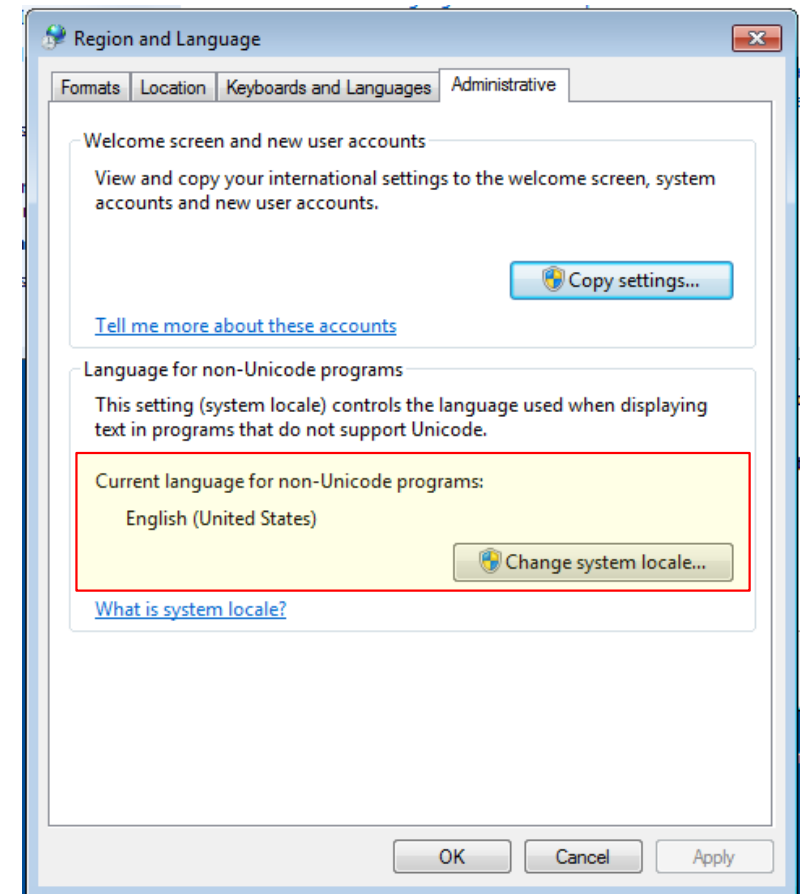 Region and Language
Formats Location Keyboards and Languages Administrative
Welcome screen and new user accounts
View and copy your international settings to the welcome screen, system
accounts and new user accounts.
Copy settings...
Tell me more about these accounts
Language for non-Unicode programs
This setting (system locale) controls the language used when displaying
text in programs that do not support Unicode.
Current language for non-Unicode programs:
English (United States)
Change system locale...
What is system locale?
OK Cancel Apply